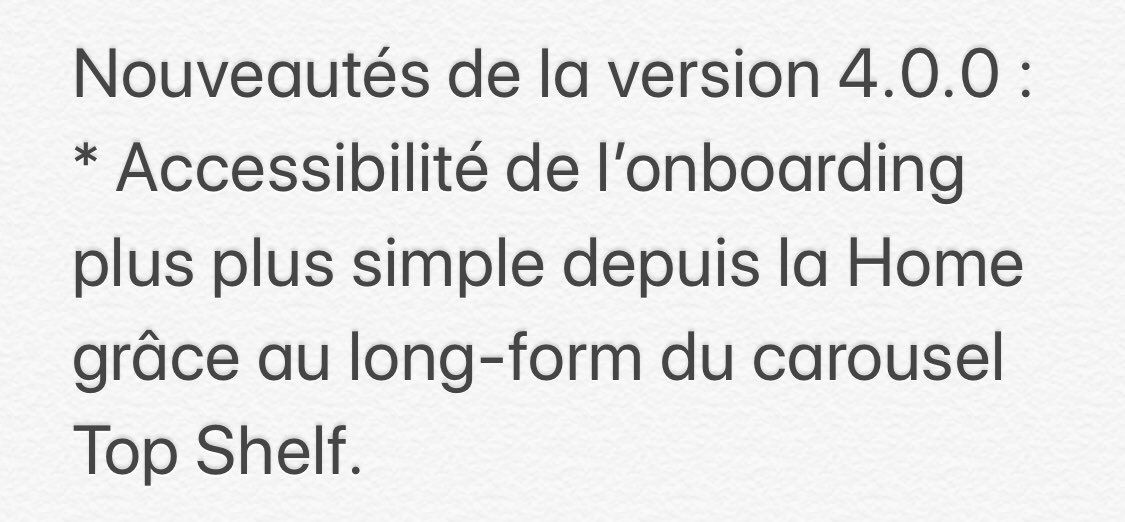 Nouveautés de la version 4.0.0 :
* Accessibilité de l’onboarding
plus plus simple depuis la Home
grâce au long-form du carousel
Top Shelf.